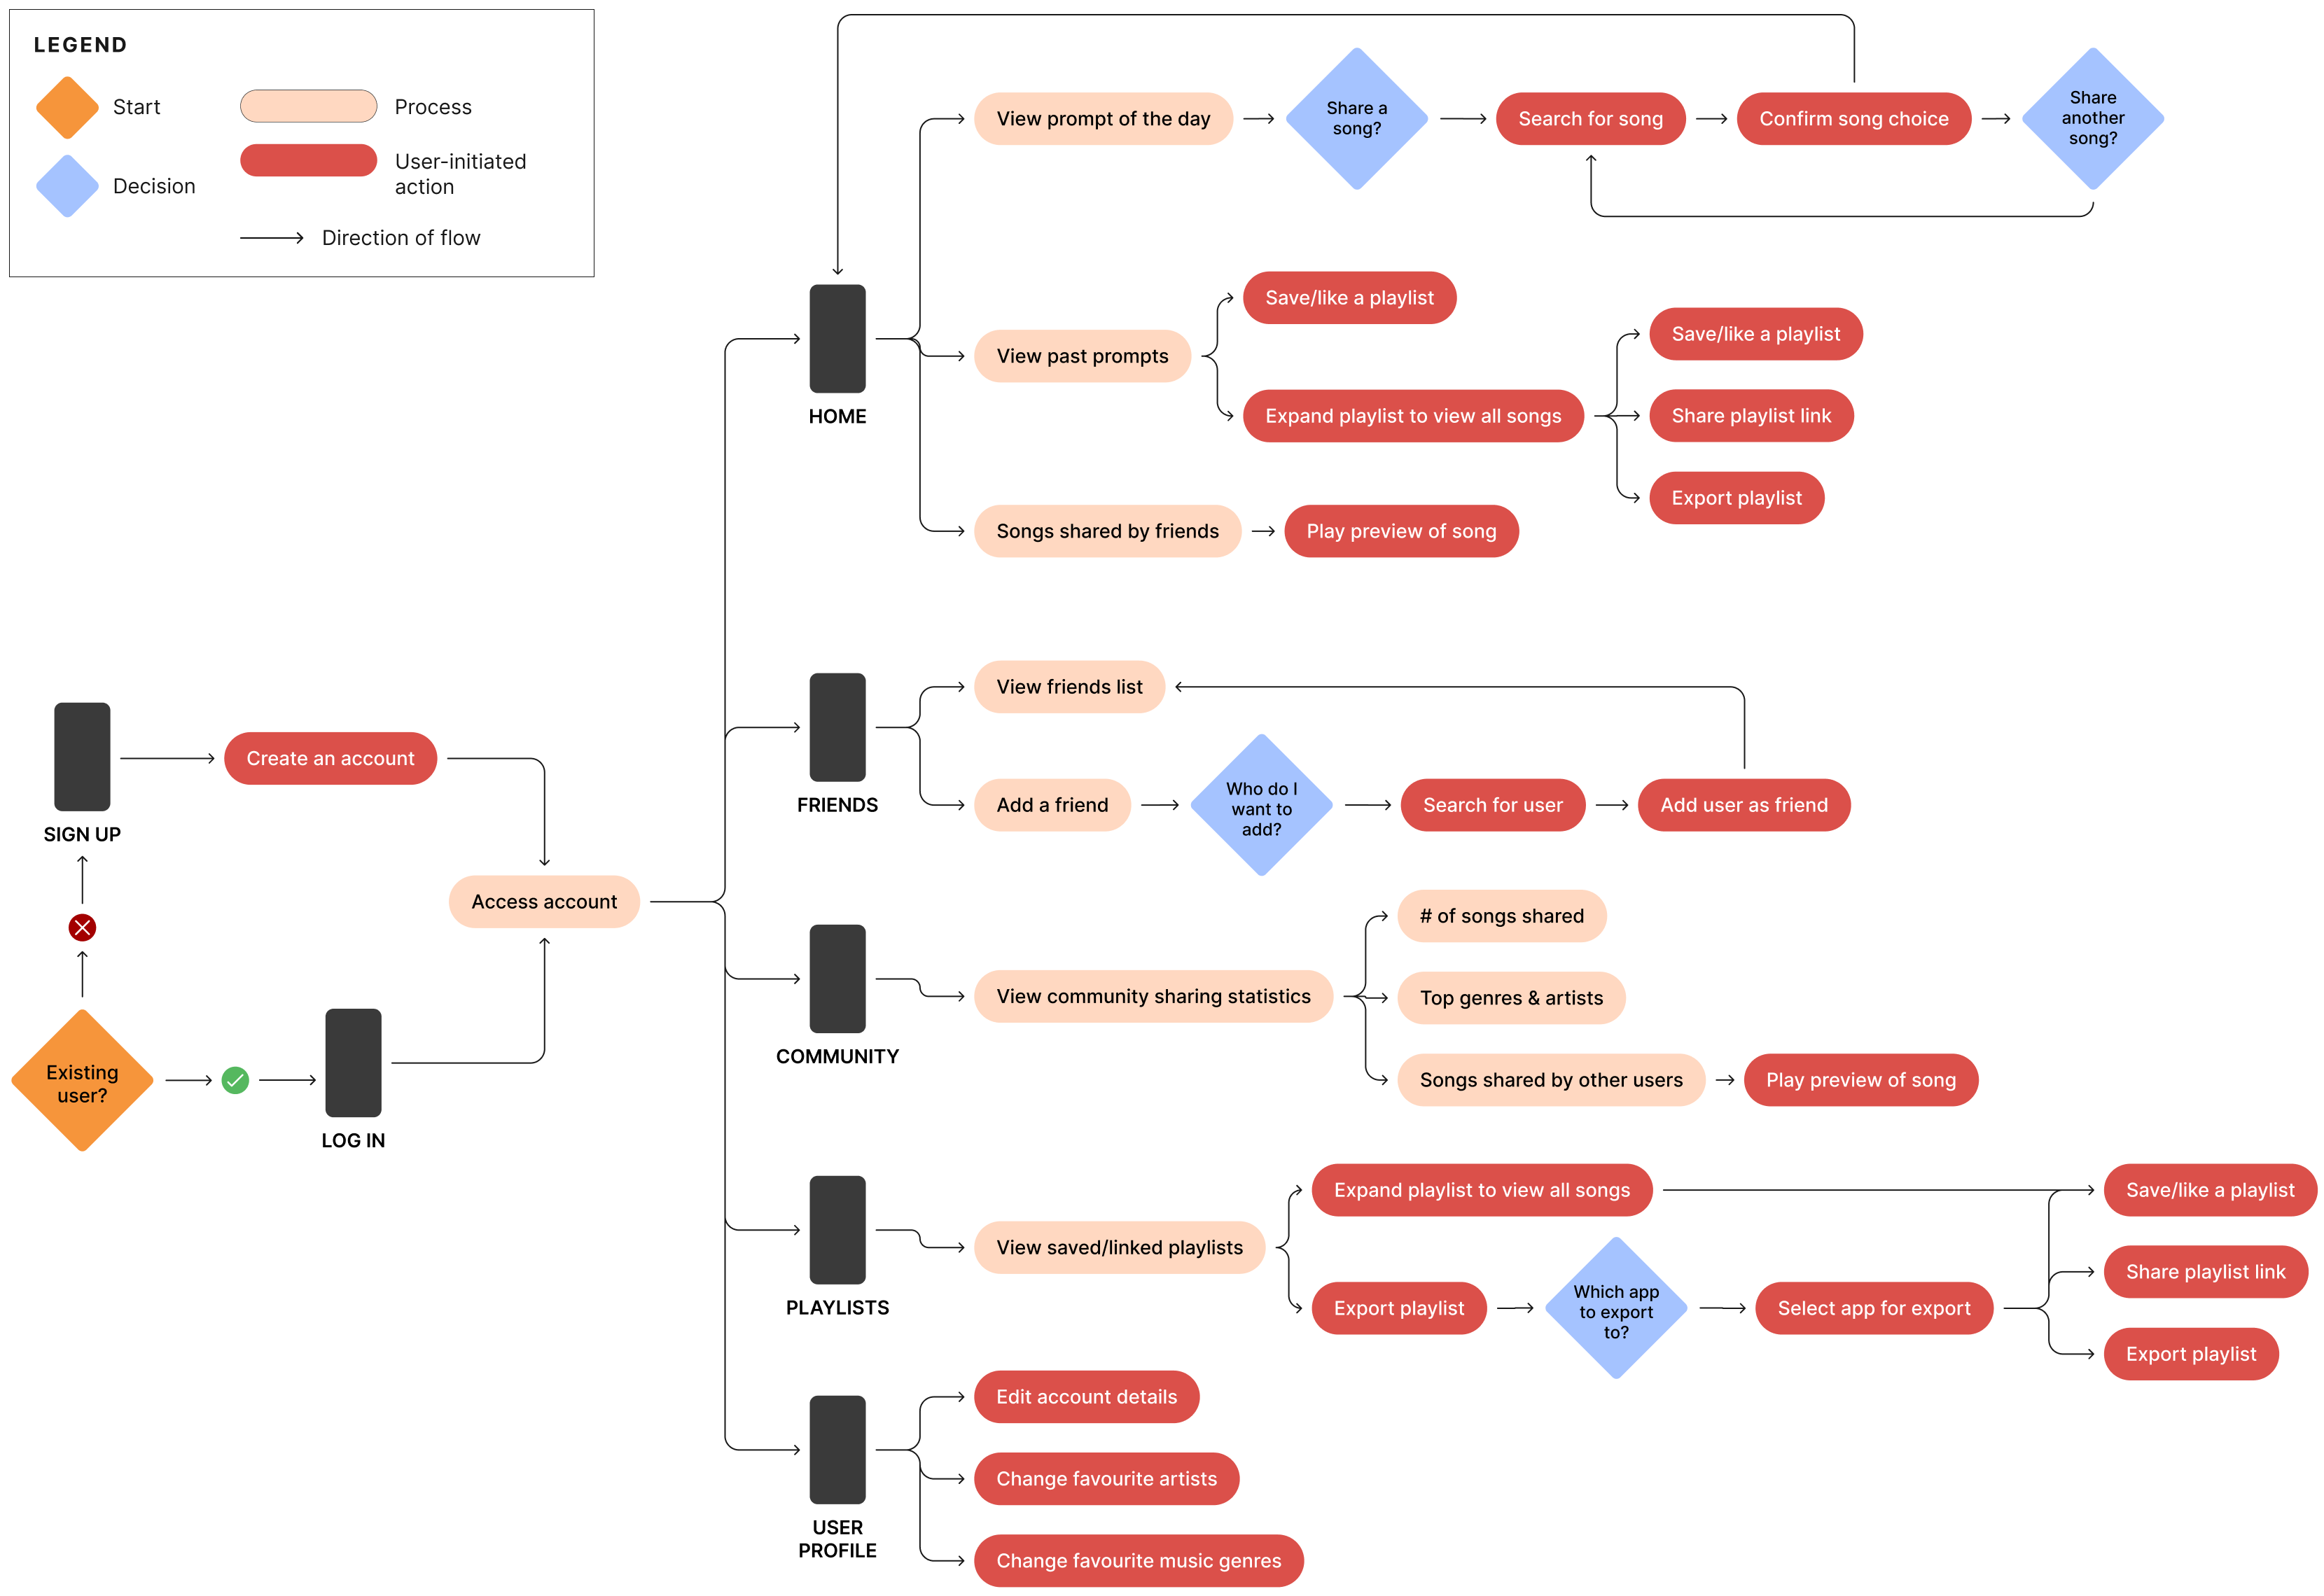 LEGEND
Start
Process
Decision
User-initiated
action
Direction of flow
View prompt of the day
Share a
song?
Search for song
Confirm song choice
Share
another
song?
HOME
View past prompts
Save/like a playlist
Expand playlist to view all songs
Save/like a playlist
Share playlist link
Export playlist
Songs shared by friends
Play preview of song
SIGN UP
Create an account
Existing
user?
LOG IN
Access account
FRIENDS
View friends list
Add a friend
Who do I
want to
add?
Search for user
Add user as friend
COMMUNITY
View community sharing statistics
# of songs shared
Top genres & artists
Songs shared by other users
Play preview of song
PLAYLISTS
View saved/linked playlists
Expand playlist to view all songs
Export playlist
Which app
to export
to?
Select app for export
Save/like a playlist
Share playlist link
Export playlist
USER
PROFILE
Edit account details
Change favourite artists
Change favourite music genres